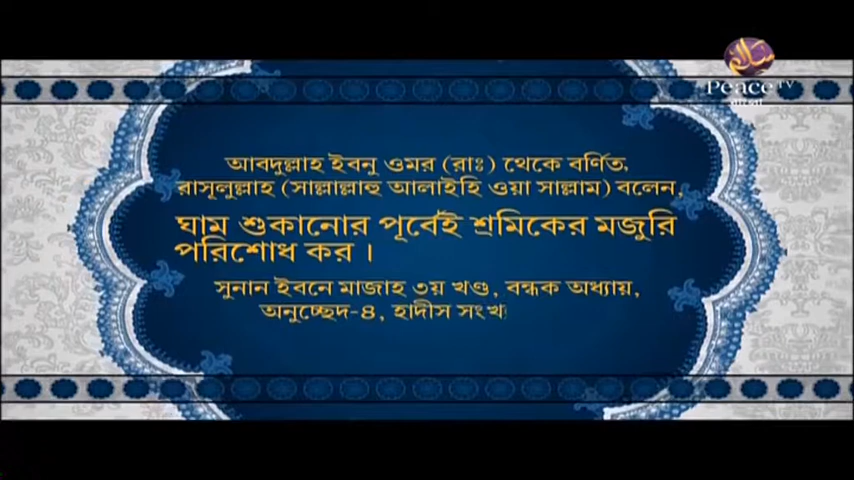 سلام
Peace TV
বাংলা
আবদুল্লাহ ইবনু ওমর (রাঃ) থেকে বর্ণিত,
রাসূলুল্লাহ (সাল্লাল্লাহু আলাইহি ওয়া সাল্লাম) বলেন,
ঘাম শুকানোর পূর্বেই শ্রমিকের মজুরি
পরিশোধ কর ।
সুনান ইবনে মাজাহ ৩য় খণ্ড, বন্ধক অধ্যায়,
অনুচ্ছেদ-৪, হাদীস সংখ